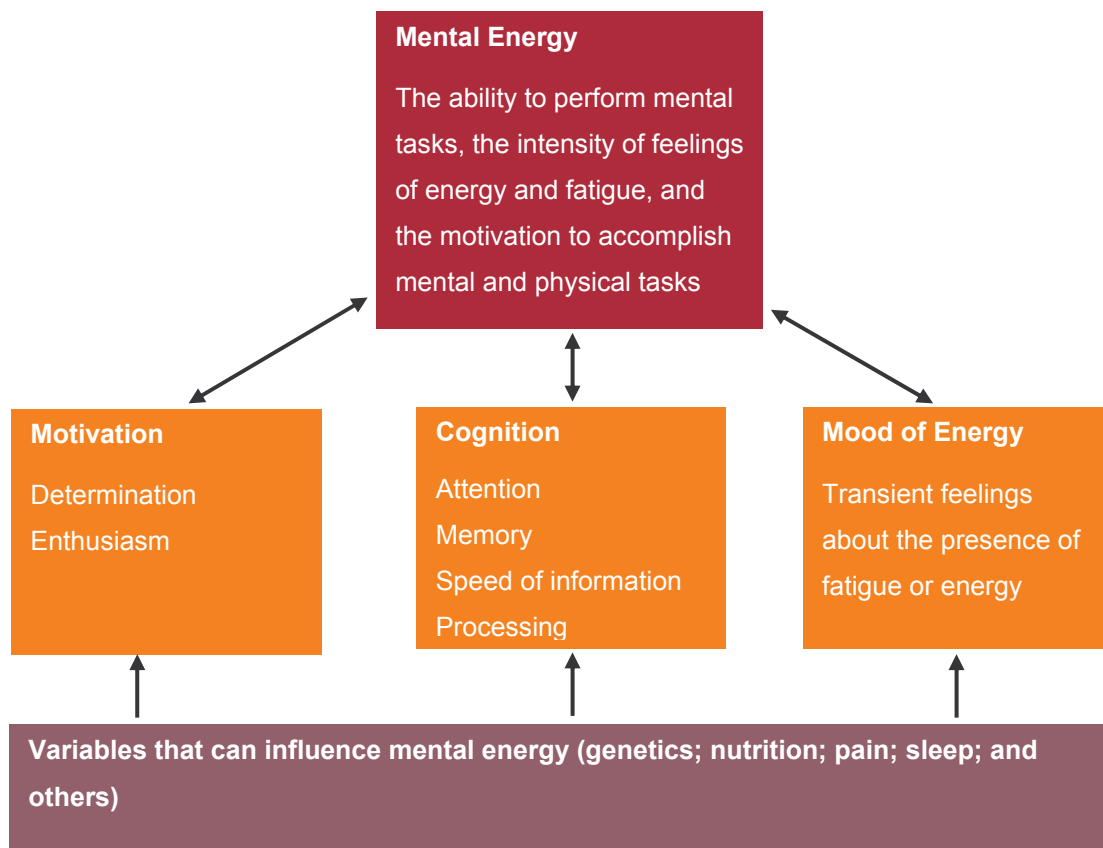 Mental Energy
The ability to perform mental
tasks, the intensity of feelings
of energy and fatigue, and
the motivation to accomplish
mental and physical tasks
Motivation
Determination
Enthusiasm
Cognition
Attention
Memory
Speed of information
Processing
Mood of Energy
Transient feelings
about the presence of
fatigue or energy
Variables that can influence mental energy (genetics; nutrition; pain; sleep; and
others)